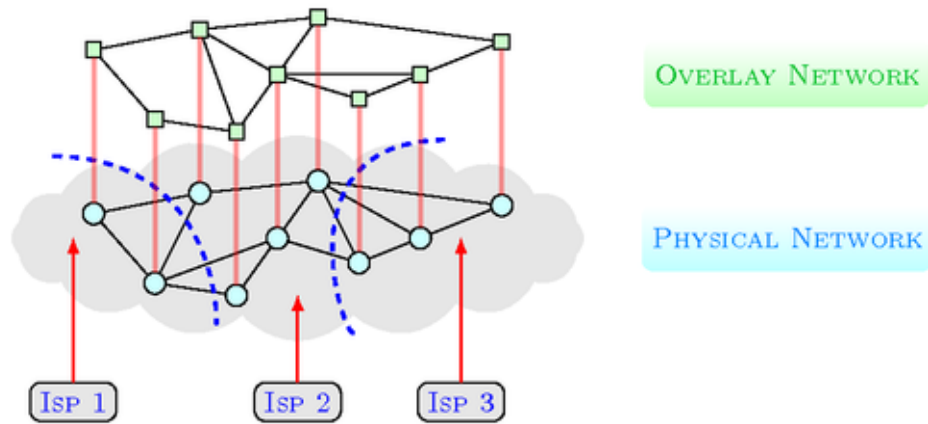 OVERLAY NETWORK
PHYSICAL NETWORK
ISP 1
ISP 2
ISP 3